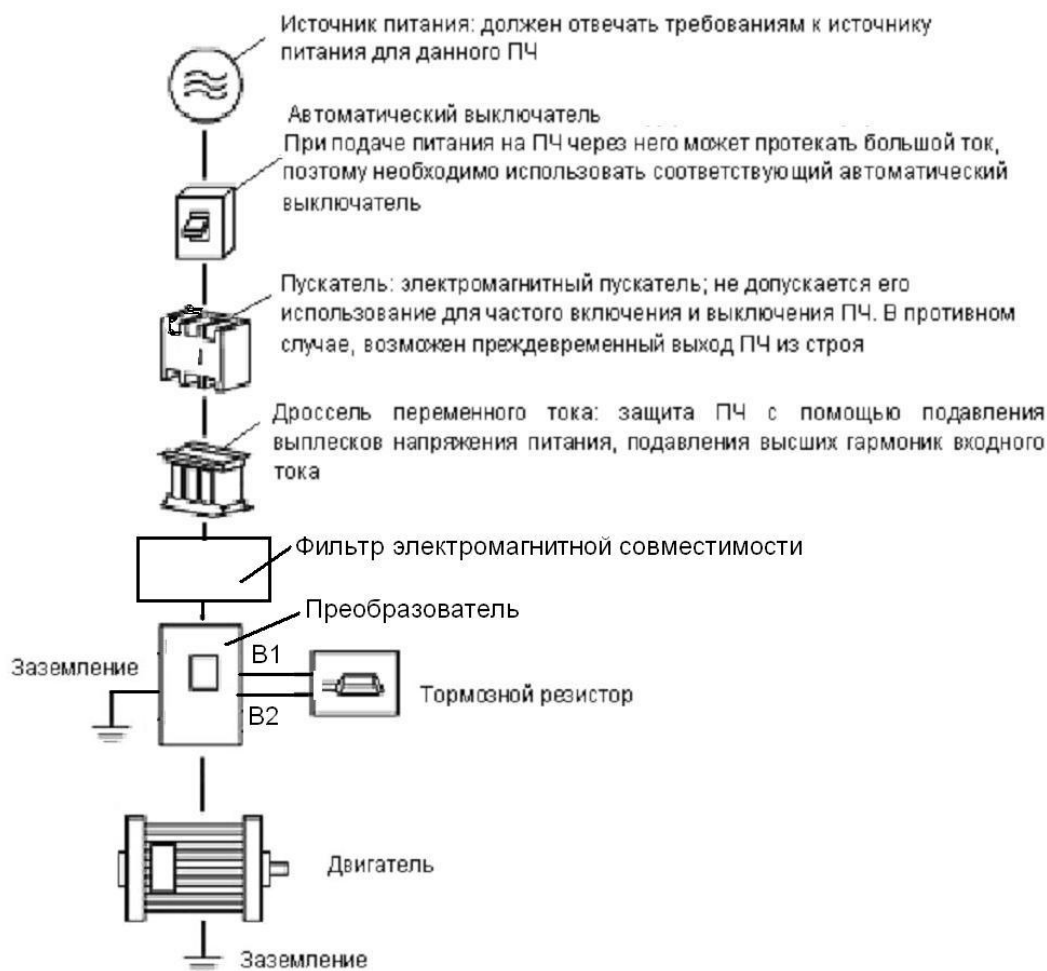 Источник питания: должен отвечать требованиям к источнику
питания для данного ПЧ
Автоматический выключатель
При подаче питания на ПЧ через него может протекать большой ток,
поэтому необходимо использовать соответствующий автоматический
выключатель
Пускатель: электромагнитный пускатель; не допускается его
использование для частого включения и выключения ПЧ. В противном
случае, возможен преждевременный выход ПЧ из строя
Дроссель переменного тока: защита ПЧ с помощью подавления
выплесков напряжения питания, подавления высших гармоник входного
тока
Фильтр электромагнитной совместимости
Преобразователь
Заземление
B1
B2
Тормозной резистор
Двигатель
Заземление